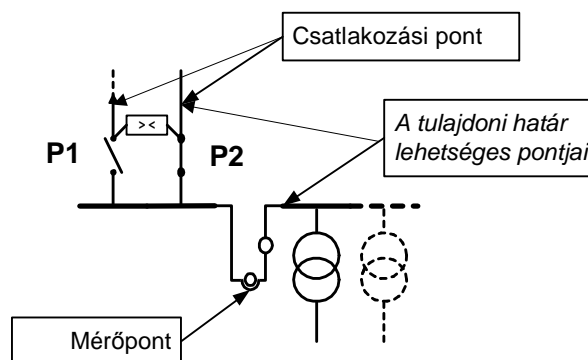 Csatlakozási pont
> <
P1
P2
A tulajdoni határ
lehetséges pontjai
Mérőpont